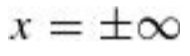 x = ±∞